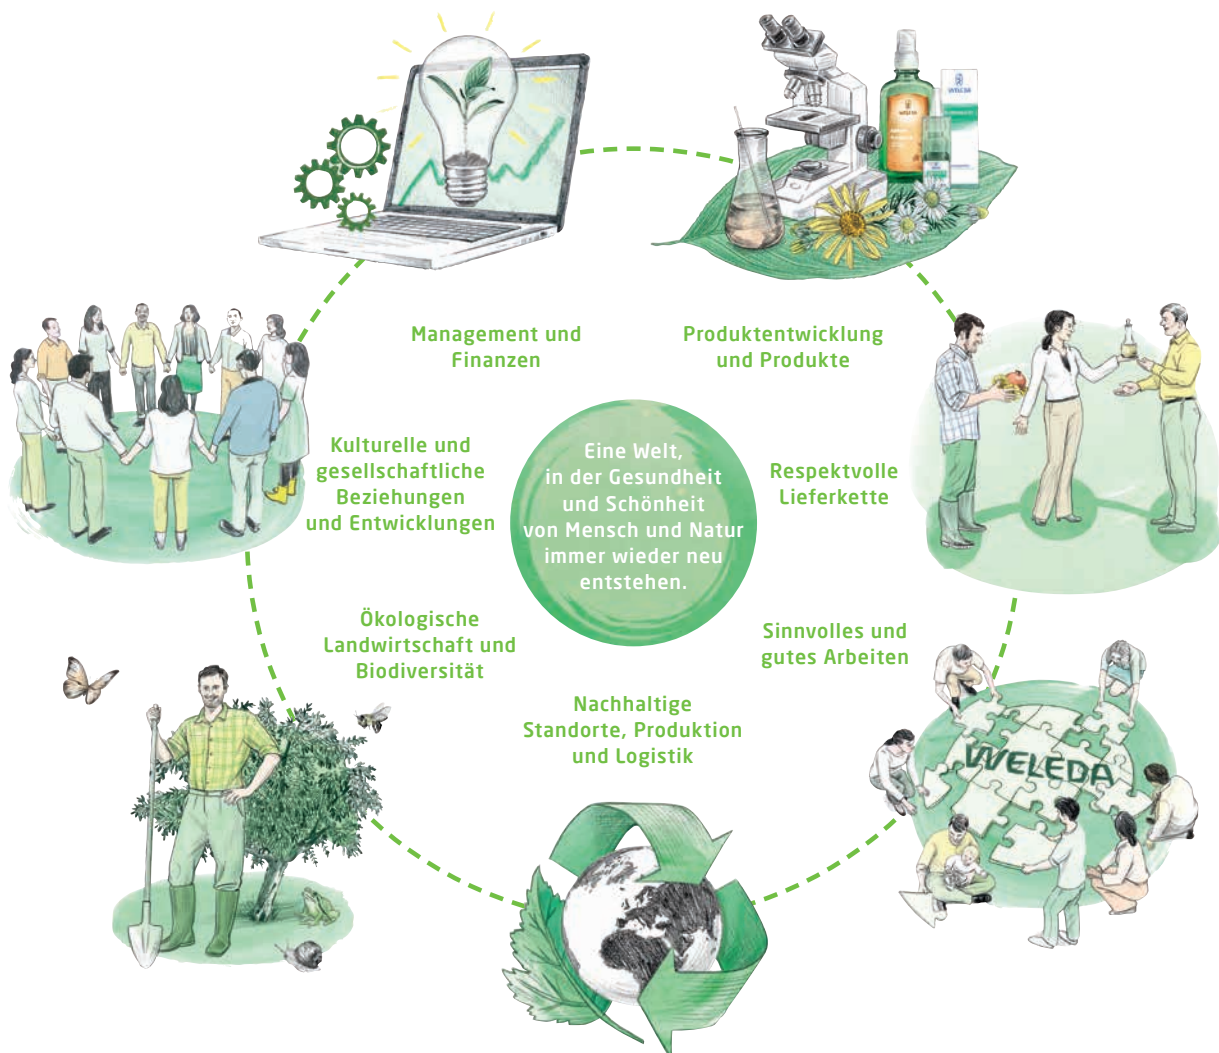 WELEDA
WELEDA
Management und
Finanzen
Produktentwicklung
und Produkte
Kulturelle und
gesellschaftliche
Beziehungen
und Entwicklungen
Eine Welt,
in der Gesundheit
und Schönheit
von Mensch und Natur
immer wieder neu
entstehen.
Respektvolle
Lieferkette
Ökologische
Landwirtschaft und
Biodiversität
Sinnvolles und
gutes Arbeiten
Nachhaltige
Standorte, Produktion
und Logistik
WELEDA